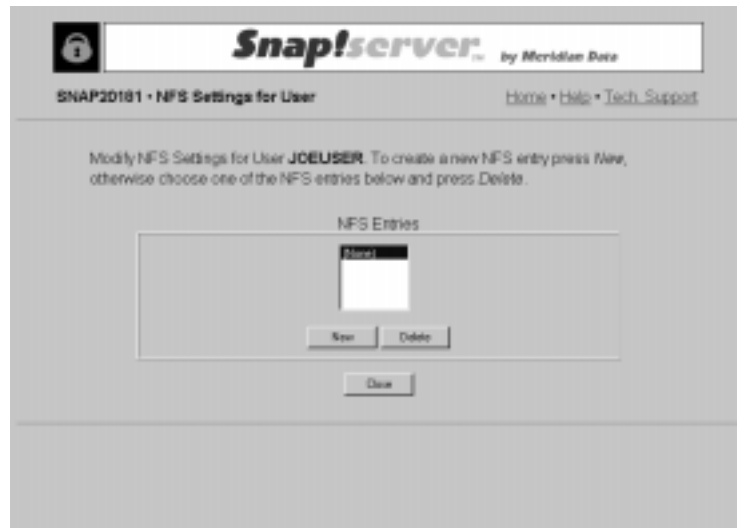 Snap!server™ by Meridian Data
SNAP20181 • NFS Settings for User
Home • Help • Tech. Support
Modify NFS Settings for User JOEUSER. To create a new NFS entry press New,
otherwise choose one of the NFS entries below and press Delete.
NFS Entries
(None)
New Delete
Close